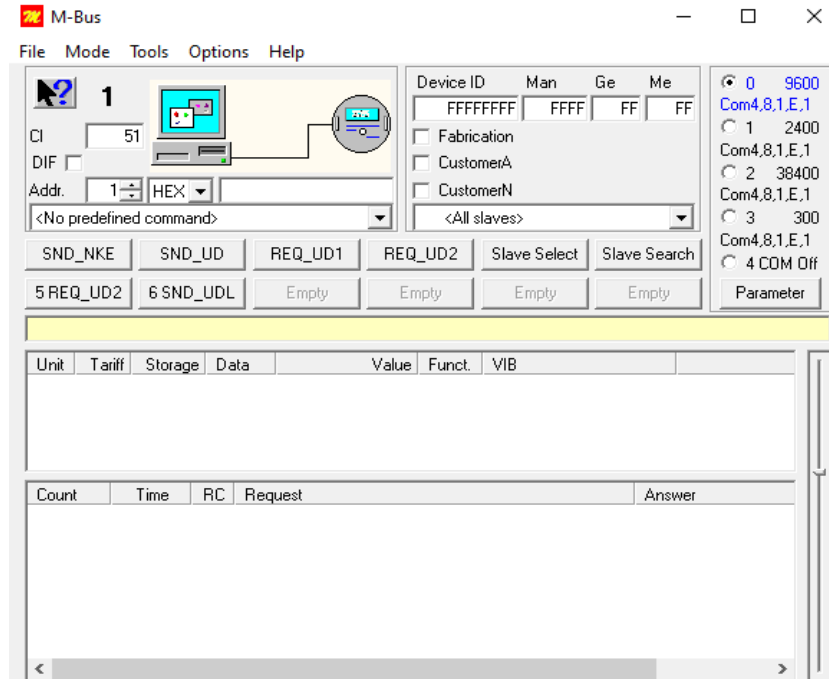 M-Bus
File Mode Tools Options Help
1
CI 51
DIF
Addr. 1 HEX
<No predefined command>
Device ID Man Ge Me
FFFFFFFF FFFF FF FF
Fabrication
CustomerA
CustomerN
<All slaves>
0 9600
Com4,8,1,E,1
1 2400
Com4,8,1,E,1
2 38400
Com4,8,1,E,1
3 300
Com4,8,1,E,1
4 COM Off
Parameter
SND_NKE SND_UD REQ_UD1 REQ_UD2 Slave Select Slave Search
5 REQ_UD2 6 SND_UDL Empty Empty Empty Empty
Unit Tariff Storage Data Value Funct. VIB
Count Time RC Request Answer